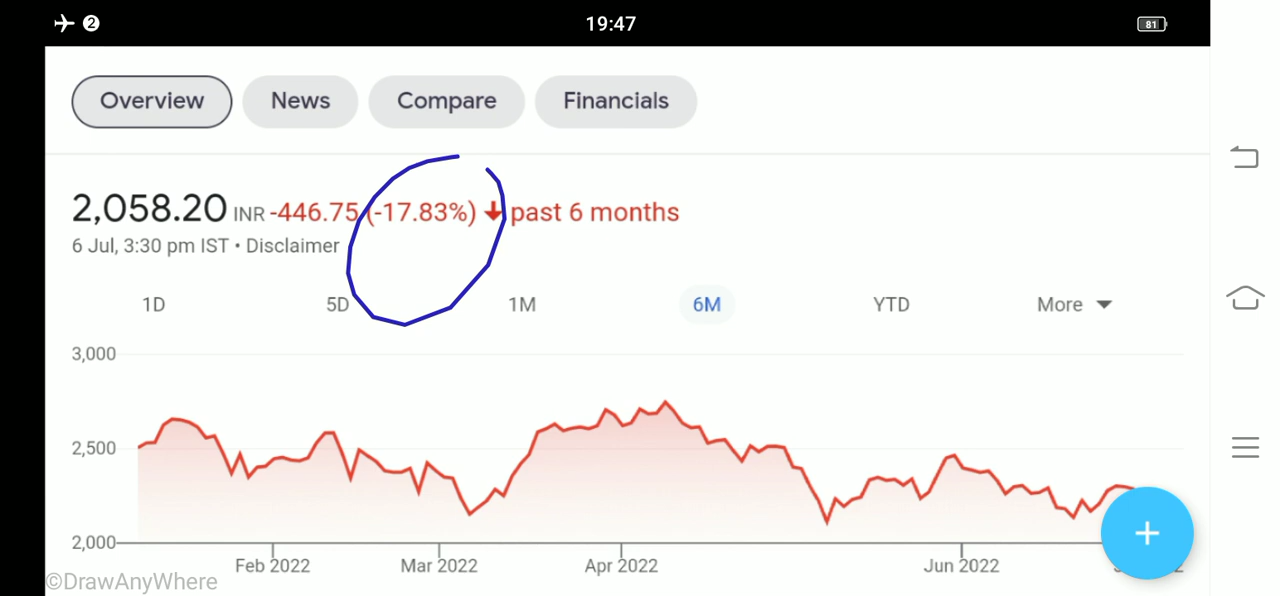 2 19:47 81
Overview News Compare Financials
2,058.20 INR -446.75 (-17.83%) past 6 months
6 Jul, 3:30 pm IST • Disclaimer
1D 5D 1M 6M YTD More
3,000
2,500
2,000
Feb 2022 Mar 2022 Apr 2022 Jun 2022
©DrawAnyWhere